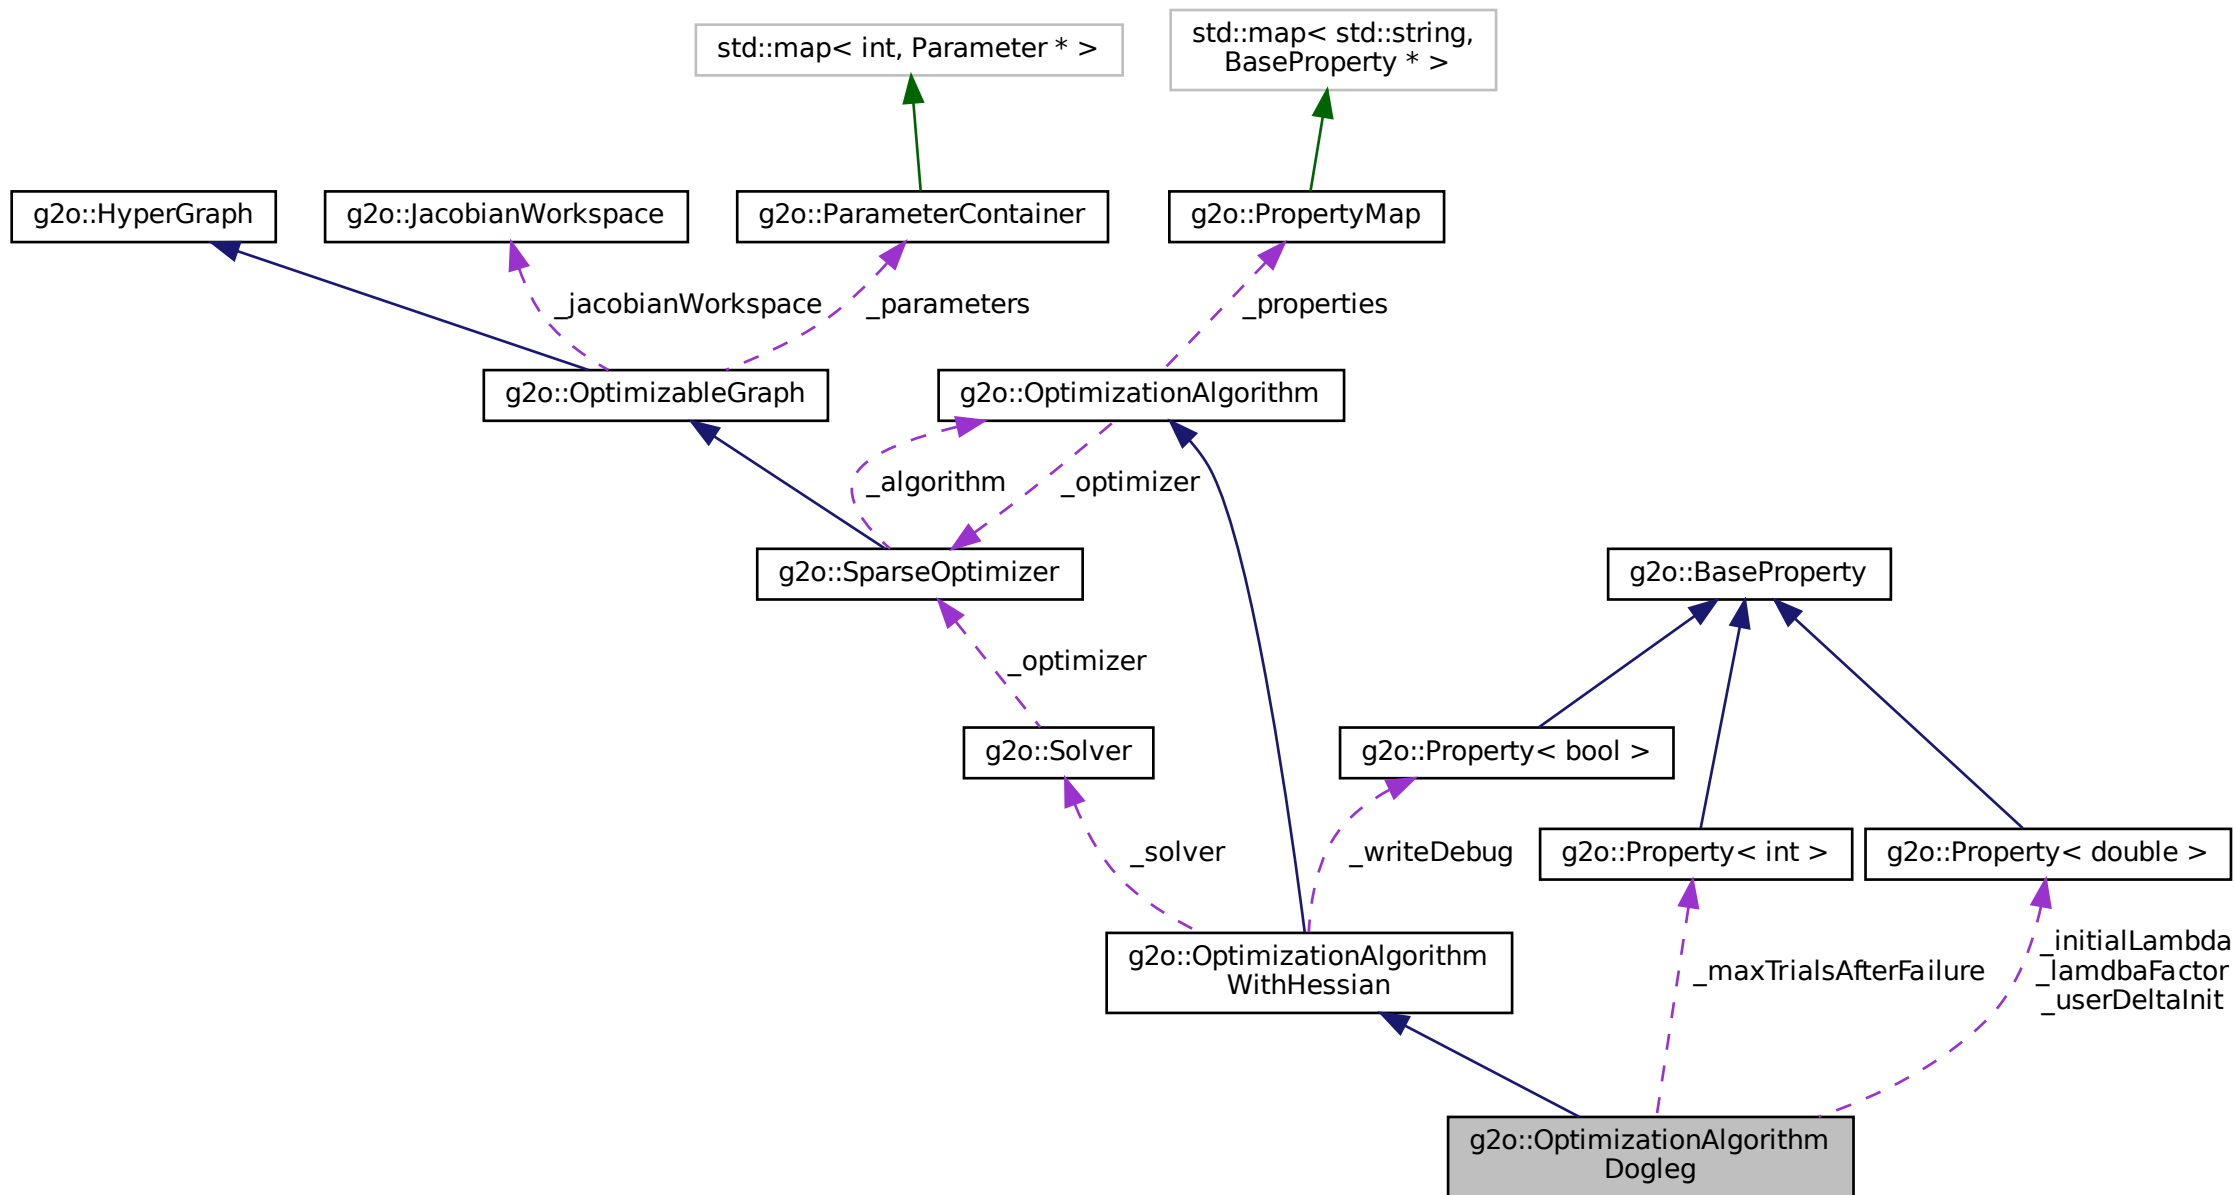 std::map< int, Parameter * >
std::map< std::string,
BaseProperty * >
g2o::HyperGraph
g2o::JacobianWorkspace
g2o::ParameterContainer
g2o::PropertyMap
_jacobianWorkspace
_parameters
_properties
g2o::OptimizableGraph
g2o::OptimizationAlgorithm
_algorithm
_optimizer
g2o::SparseOptimizer
g2o::BaseProperty
_optimizer
g2o::Solver
g2o::Property< bool >
_solver
_writeDebug
g2o::Property< int >
g2o::Property< double >
g2o::OptimizationAlgorithm
WithHessian
_maxTrialsAfterFailure
_initialLambda
_lamdbaFactor
_userDeltaInit
g2o::OptimizationAlgorithm
Dogleg